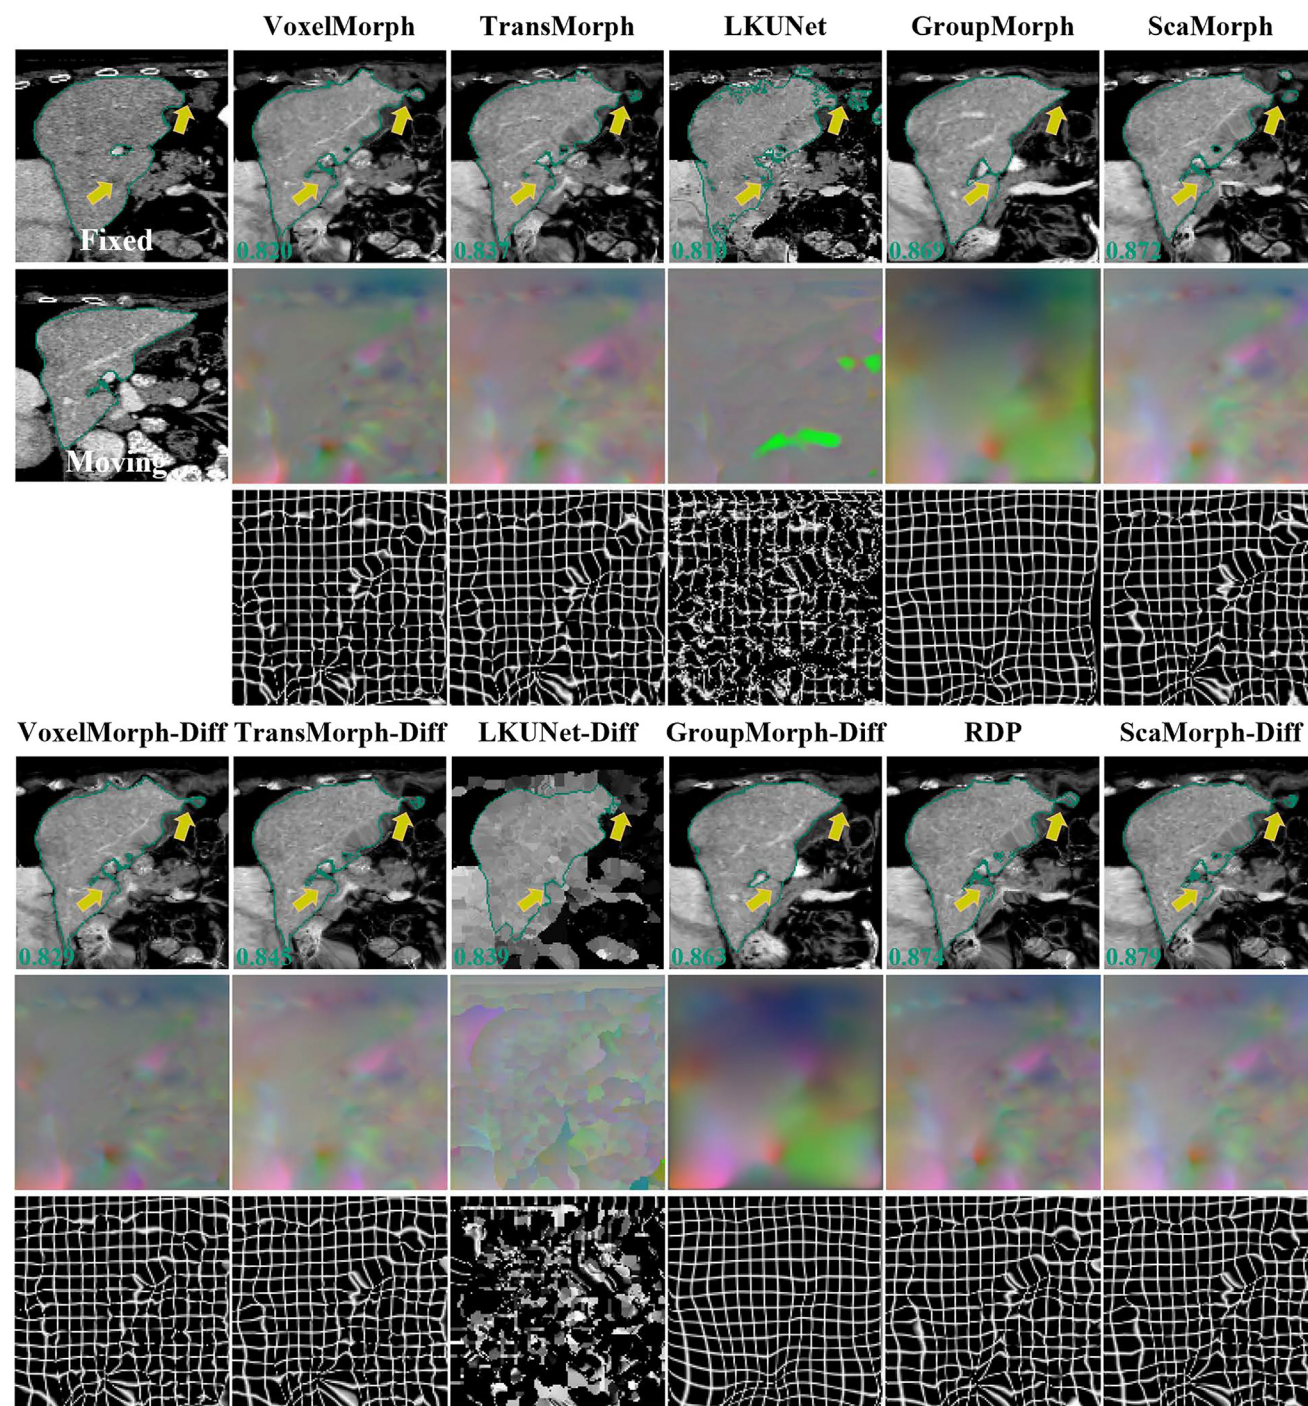 VoxelMorph TransMorph LKUNet GroupMorph ScaMorph
Fixed 0.820 0.837 0.810 0.869 0.872
Moving
VoxelMorph-Diff TransMorph-Diff LKUNet-Diff GroupMorph-Diff RDP ScaMorph-Diff
0.829 0.845 0.839 0.863 0.874 0.879